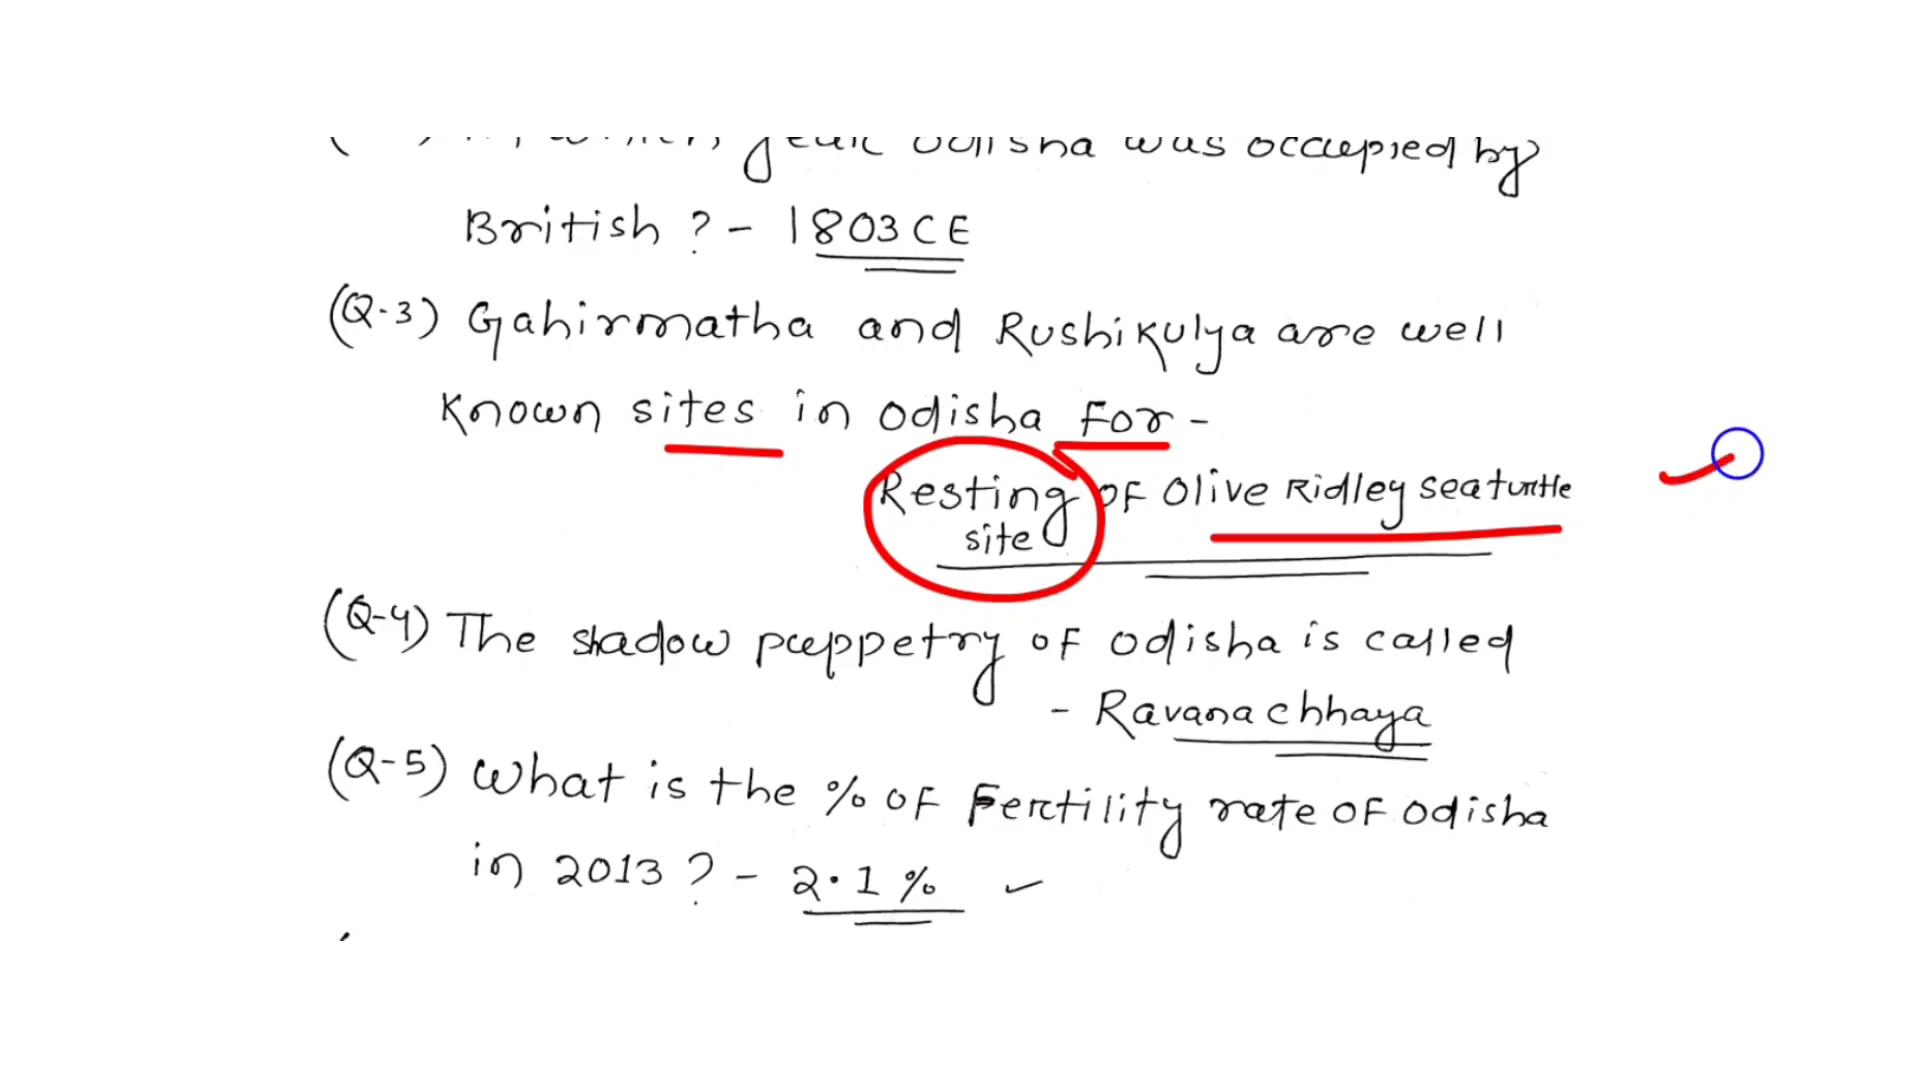 year Odisha was occupied by
British ? - 1803 CE
(Q-3) Gahirmatha and Rushikulya are well
Known sites in Odisha For -
Resting of Olive Ridley seaturtle
site
(Q-4) The shadow puppetry of Odisha is called
- Ravana chhaya
(Q-5) What is the % of Fertility rate of Odisha
in 2013 ? - 2.1 %